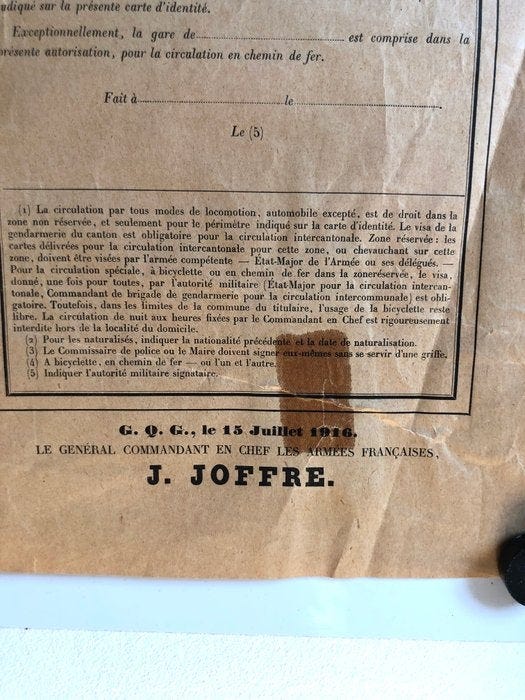 indiqué sur la présente carte d'identité.
Exceptionnellement, la gare de est comprise dans la
présente autorisation, pour la circulation en chemin de fer.
Fait à le
Le (5)
(1) La circulation par tous modes de locomotion, automobile excepté, est de droit dans la
zone non réservée, et seulement pour le périmètre indiqué sur la carte d'identité. Le visa de la
gendarmerie du canton est obligatoire pour la circulation intercantonale. Zone réservée : les
cartes délivrées pour la circulation intercantonale pour cette zone, ou chevauchant sur cette
zone, doivent être visées par l'armée compétente — État-Major de l'Armée ou ses délégués. —
Pour la circulation spéciale, à bicyclette ou en chemin de fer dans la zoneréservée, le visa,
donné, une fois pour toutes, par l'autorité militaire (État-Major pour la circulation intercan-
tonale, Commandant de brigade de gendarmerie pour la circulation intercommunale) est obli-
gatoire. Toutefois, dans les limites de la commune du titulaire, l'usage de la bicyclette reste
libre. La circulation de nuit aux heures fixées par le Commandant en Chef est rigoureusement
interdite hors de la localité du domicile.
(2) Pour les naturalisés, indiquer la nationalité précédente et la date de naturalisation.
(3) Le Commissaire de police ou le Maire doivent signer eux-mêmes sans se servir d'une griffe.
(4) A bicyclette, en chemin de fer — ou l'un et l'autre.
(5) Indiquer l'autorité militaire signataire.
G. Q. G., le 15 Juillet 1916.
LE GÉNÉRAL COMMANDANT EN CHEF LES ARMÉES FRANÇAISES,
J. JOFFRE.